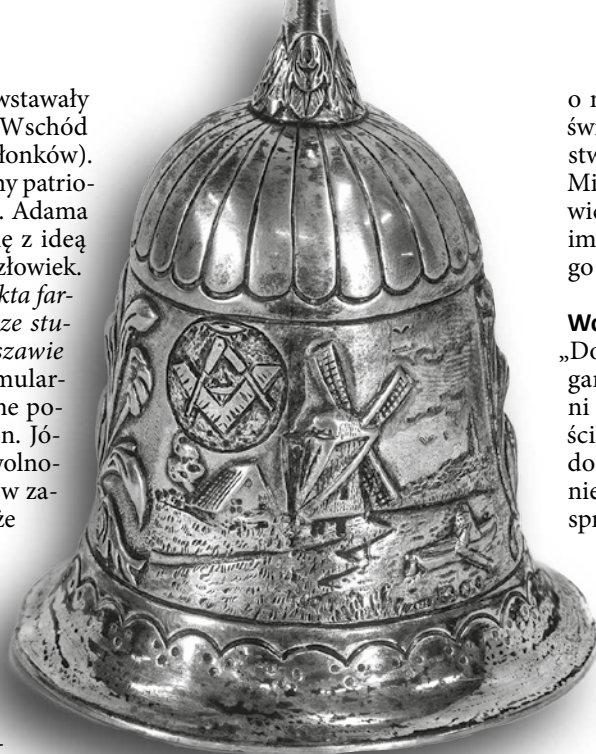 wstawały
Wschód
łonków).
ny patrio-
. Adama
ę z ideą
złowiek.
kta far-
ze stu-
szawie
mular-
ne po-
n. Jó-
wolno-
w za-
że
o
świ
stw
Mi
wie
im
go
Wo
„Do
gar
ni
ści
do
nie
spr